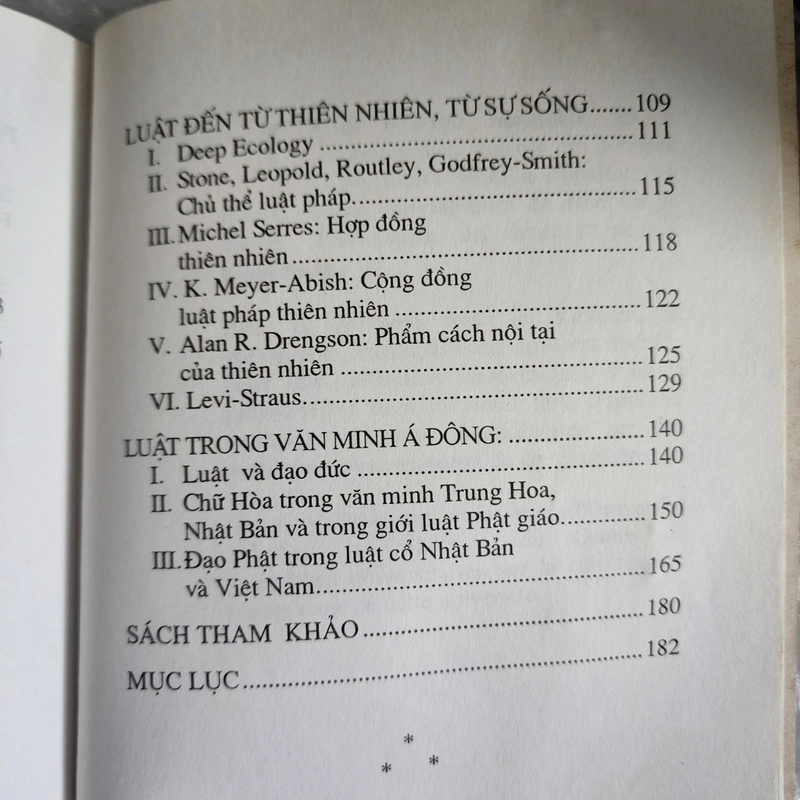 LUẬT ĐẾN TỪ THIÊN NHIÊN, TỪ SỰ SỐNG.......109
I. Deep Ecology ..........................................111
II. Stone, Leopold, Routley, Godfrey-Smith:
Chủ thể luật pháp.......................................115
III. Michel Serres: Hợp đồng
thiên nhiên................................................118
IV. K. Meyer-Abish: Cộng đồng
luật pháp thiên nhiên .................................122
V. Alan R. Drengson: Phẩm cách nội tại
của thiên nhiên .........................................125
VI. Levi-Straus...............................................129
LUẬT TRONG VĂN MINH Á ĐÔNG: ..................140
I. Luật và đạo đức ........................................140
II. Chữ Hòa trong văn minh Trung Hoa,
Nhật Bản và trong giới luật Phật giáo............150
III. Đạo Phật trong luật cổ Nhật Bản
và Việt Nam.............................................165
SÁCH THAM KHẢO.......................................180
MỤC LỤC.....................................................182
*
* *